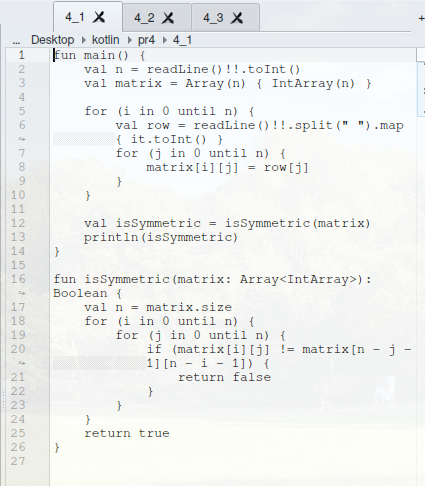 4_1 4_2 4_3 +
... Desktop kotlin pr4 4_1
1 fun main() {
2     val n = readLine()!!.toInt()
3     val matrix = Array(n) { IntArray(n) }
4
5     for (i in 0 until n) {
6         val row = readLine()!!.split(" ").map
{ it.toInt() }
7         for (j in 0 until n) {
8             matrix[i][j] = row[j]
9         }
10     }
11
12     val isSymmetric = isSymmetric(matrix)
13     println(isSymmetric)
14 }
15
16 fun isSymmetric(matrix: Array<IntArray>):
Boolean {
17     val n = matrix.size
18     for (i in 0 until n) {
19         for (j in 0 until n) {
20             if (matrix[i][j] != matrix[n - j -
1][n - i - 1]) {
21                 return false
22             }
23         }
24     }
25     return true
26 }
27